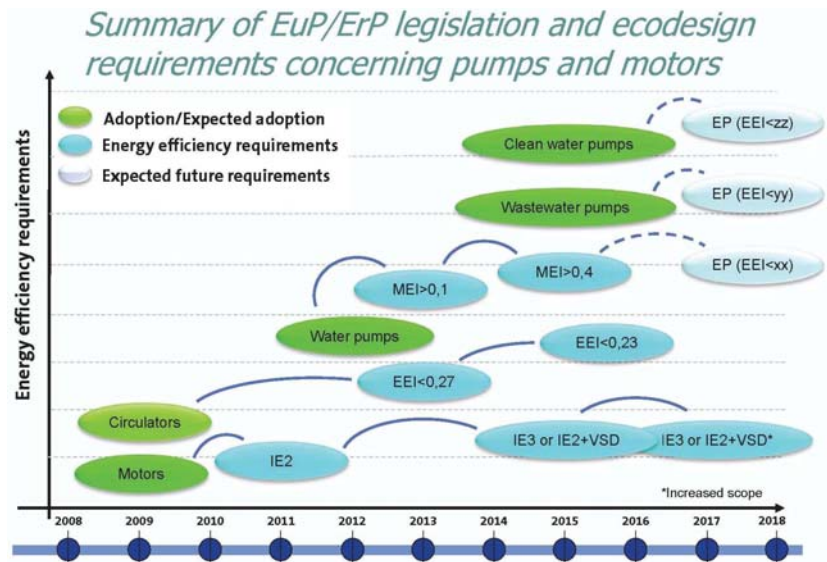 Summary of EuP/ErP legislation and ecodesign
requirements concerning pumps and motors
Energy efficiency requirements
Adoption/Expected adoption
Energy efficiency requirements
Expected future requirements
Clean water pumps
EP (EEI<zz)
Wastewater pumps
EP (EEI<yy)
MEI>0,1
MEI>0,4
EP (EEI<xx)
Water pumps
EEI<0,23
EEI<0,27
Circulators
IE3 or IE2+VSD
IE3 or IE2+VSD*
Motors
IE2
*Increased scope
2008 2009 2010 2011 2012 2013 2014 2015 2016 2017 2018